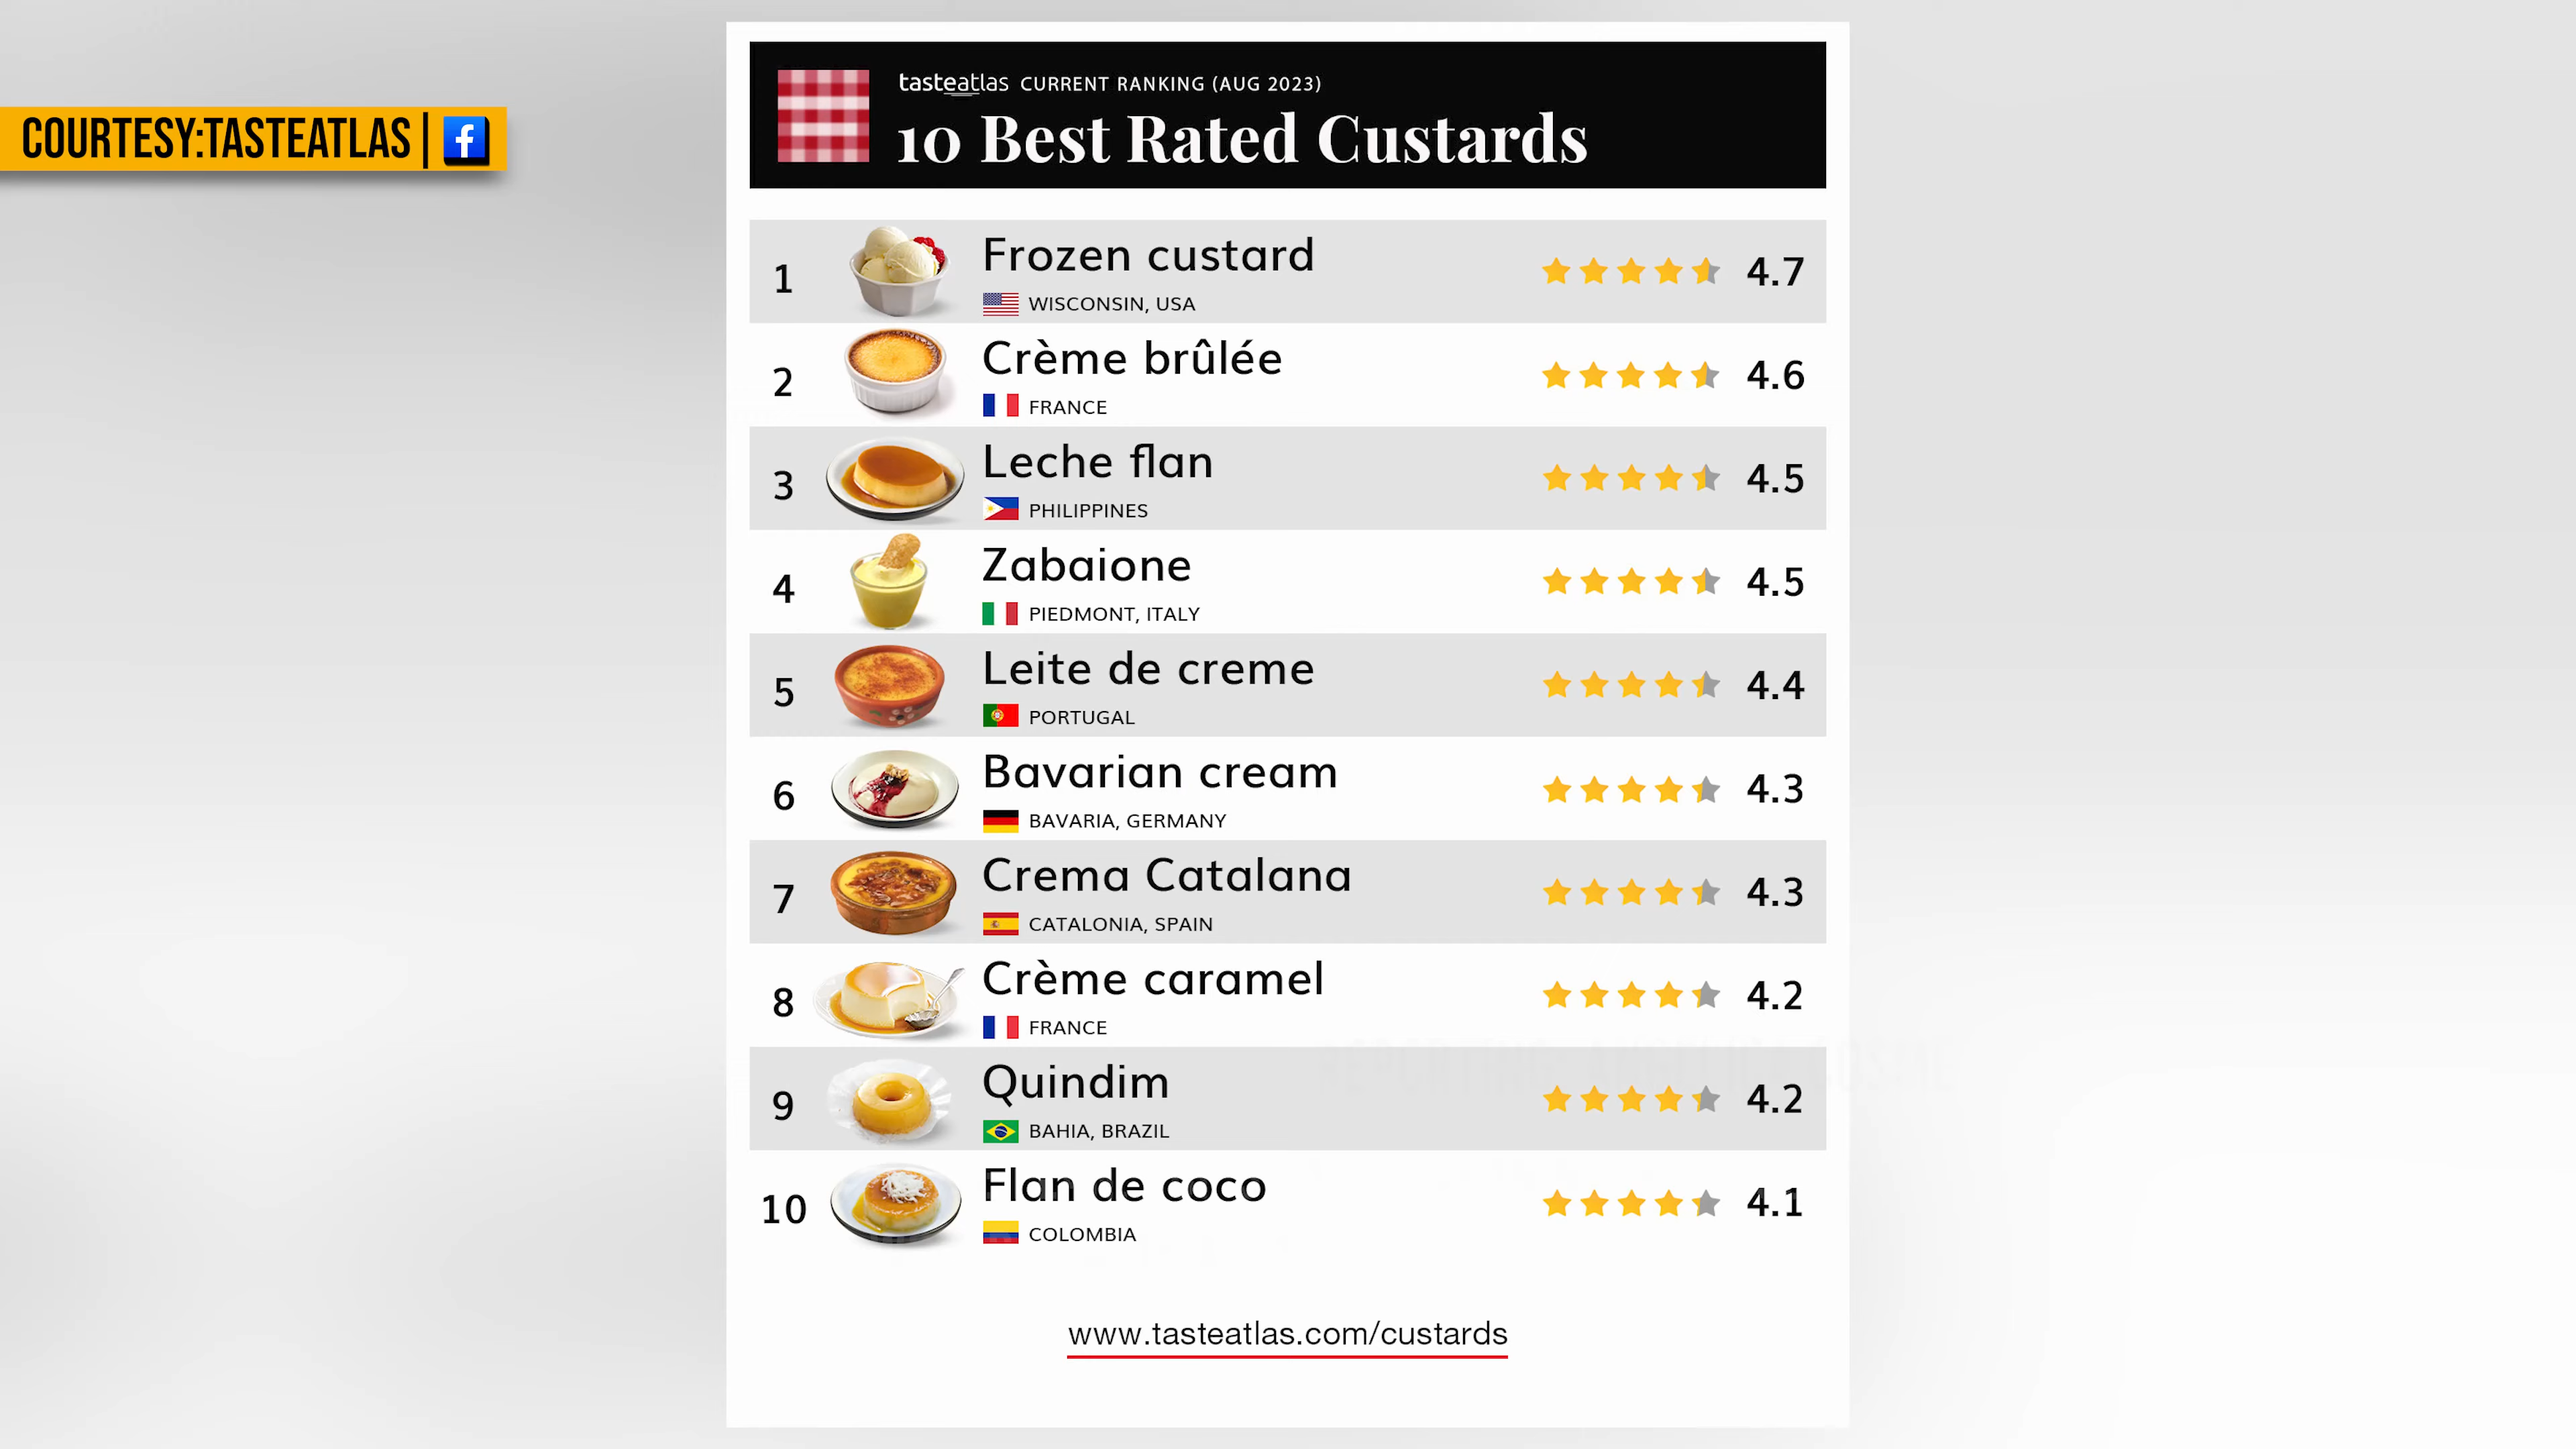 COURTESY:TASTEATLAS |
tasteatlas CURRENT RANKING (AUG 2023)
10 Best Rated Custards
1 Frozen custard 4.7
WISCONSIN, USA
2 Crème brûlée 4.6
FRANCE
3 Leche flan 4.5
PHILIPPINES
4 Zabaione 4.5
PIEDMONT, ITALY
5 Leite de creme 4.4
PORTUGAL
6 Bavarian cream 4.3
BAVARIA, GERMANY
7 Crema Catalana 4.3
CATALONIA, SPAIN
8 Crème caramel 4.2
FRANCE
9 Quindim 4.2
BAHIA, BRAZIL
10 Flan de coco 4.1
COLOMBIA
www.tasteatlas.com/custards